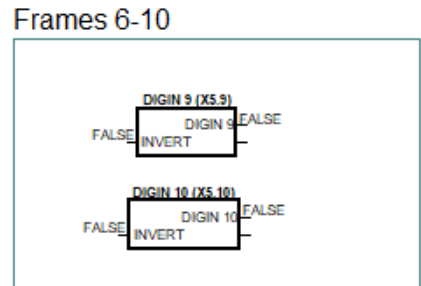 Frames 6-10
DIGIN 9 (X5.9)
DIGIN 9 FALSE
FALSE INVERT
DIGIN 10 (X5.10)
DIGIN 10 FALSE
FALSE INVERT